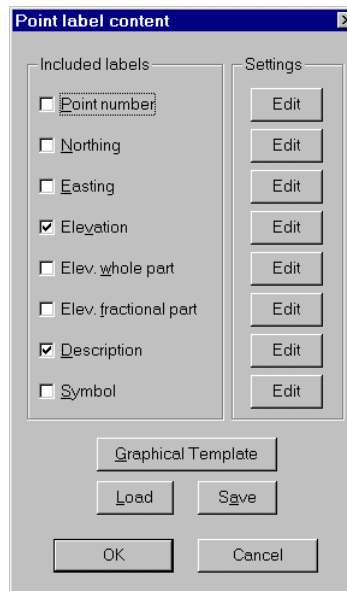 Point label content
Included labels
Settings
Point number
Edit
Northing
Edit
Easting
Edit
Elevation
Edit
Elev. whole part
Edit
Elev. fractional part
Edit
Description
Edit
Symbol
Edit
Graphical Template
Load
Save
OK
Cancel